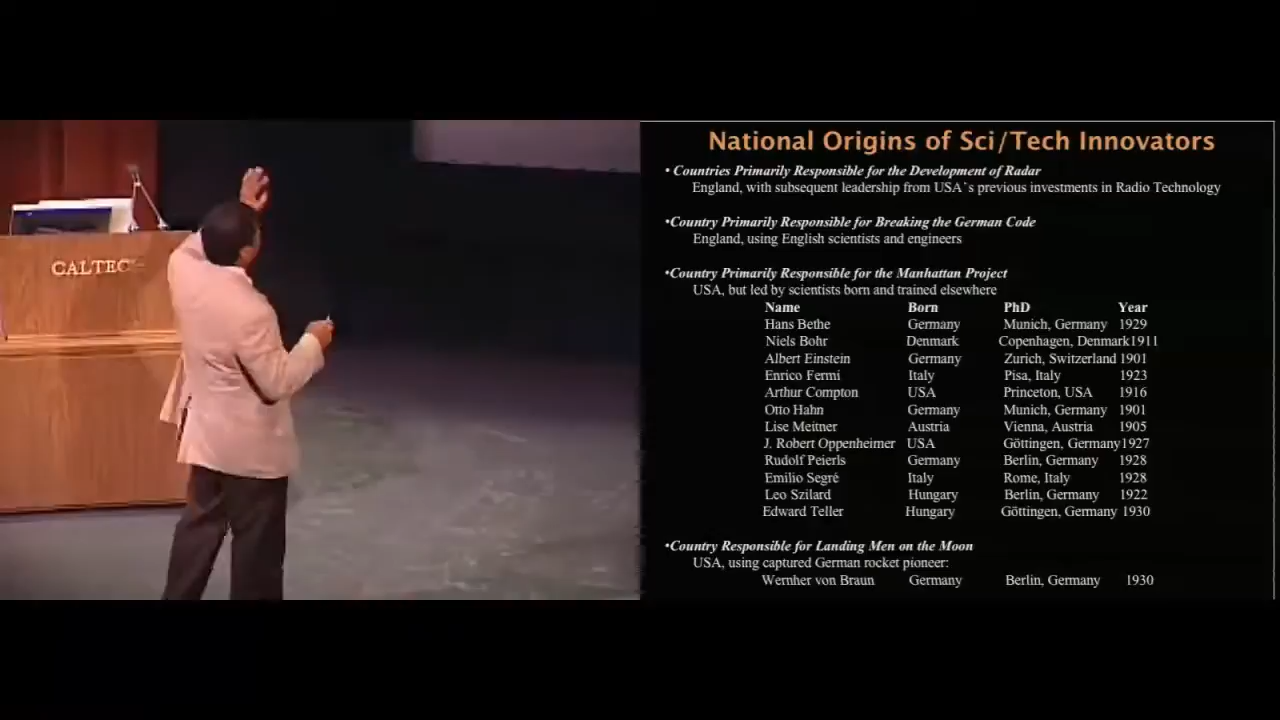 CALTEC
National Origins of Sci/Tech Innovators
• Countries Primarily Responsible for the Development of Radar
England, with subsequent leadership from USA's previous investments in Radio Technology
•Country Primarily Responsible for Breaking the German Code
England, using English scientists and engineers
•Country Primarily Responsible for the Manhattan Project
USA, but led by scientists born and trained elsewhere
Name Born PhD Year
Hans Bethe Germany Munich, Germany 1929
Niels Bohr Denmark Copenhagen, Denmark1911
Albert Einstein Germany Zurich, Switzerland 1901
Enrico Fermi Italy Pisa, Italy 1923
Arthur Compton USA Princeton, USA 1916
Otto Hahn Germany Munich, Germany 1901
Lise Meitner Austria Vienna, Austria 1905
J. Robert Oppenheimer USA Göttingen, Germany1927
Rudolf Peierls Germany Berlin, Germany 1928
Emilio Segré Italy Rome, Italy 1928
Leo Szilard Hungary Berlin, Germany 1922
Edward Teller Hungary Göttingen, Germany 1930
•Country Responsible for Landing Men on the Moon
USA, using captured German rocket pioneer:
Wernher von Braun Germany Berlin, Germany 1930